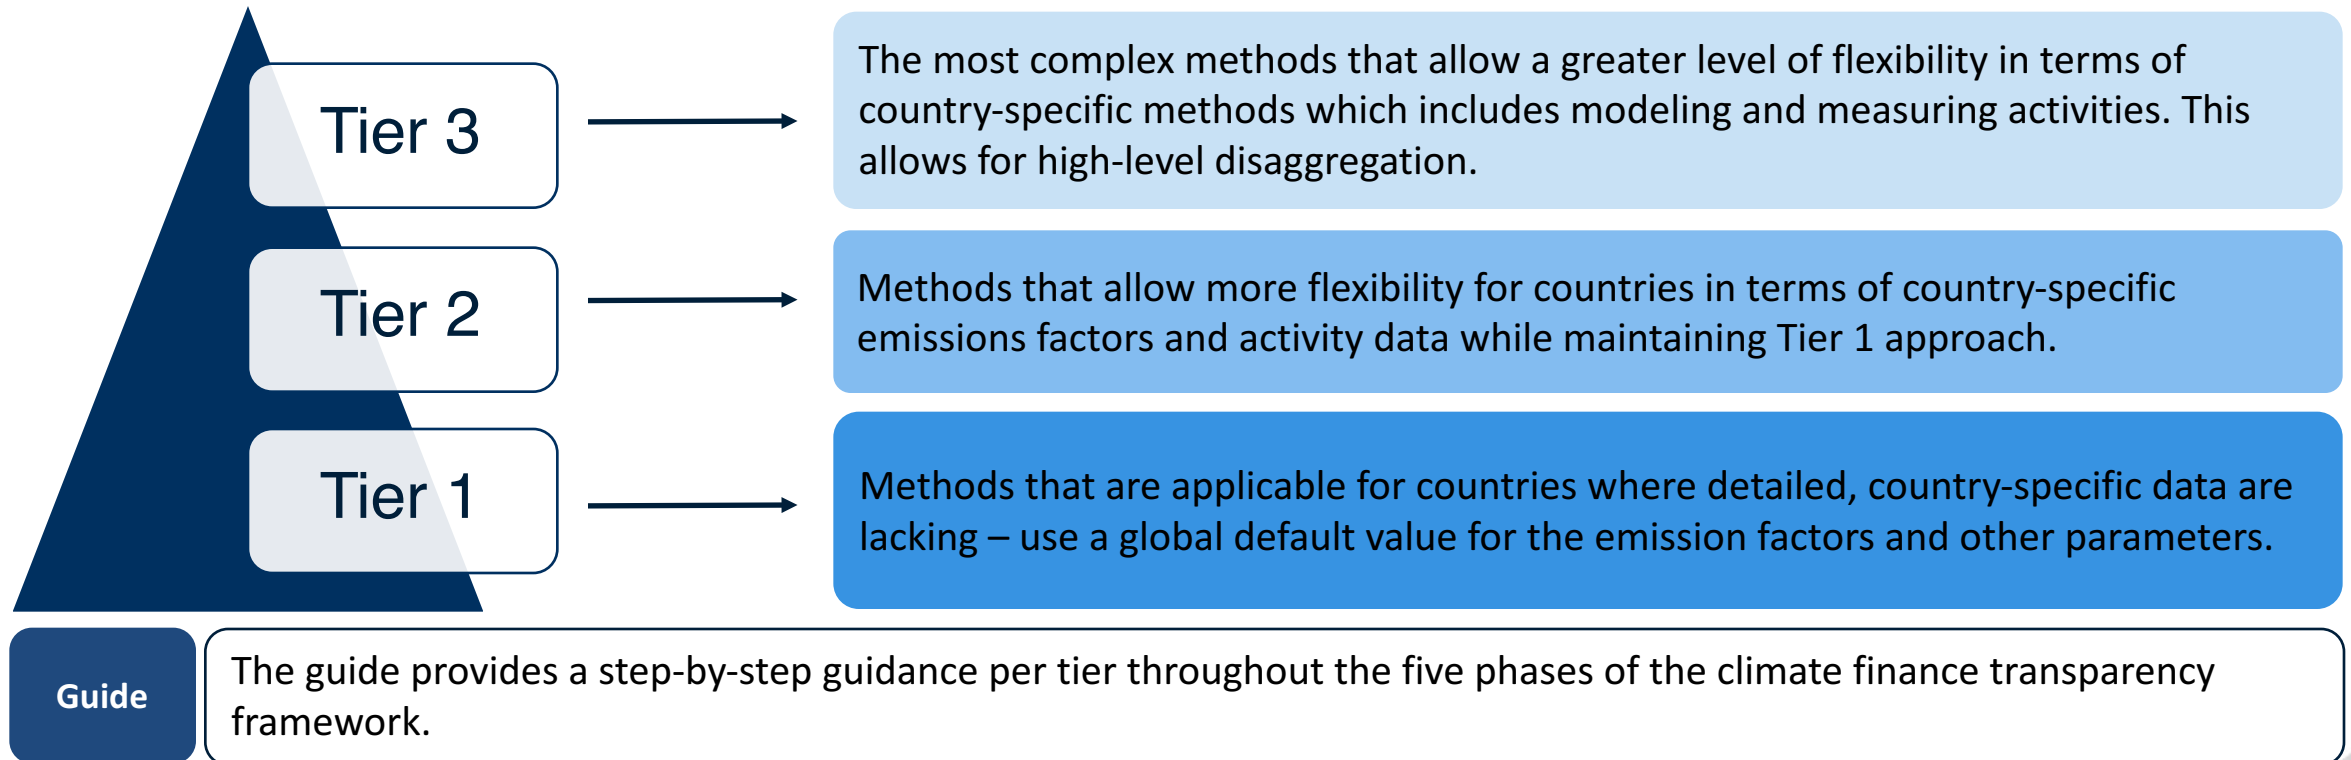 Tier 3
The most complex methods that allow a greater level of flexibility in terms of
country-specific methods which includes modeling and measuring activities. This
allows for high-level disaggregation.
Tier 2
Methods that allow more flexibility for countries in terms of country-specific
emissions factors and activity data while maintaining Tier 1 approach.
Tier 1
Methods that are applicable for countries where detailed, country-specific data are
lacking – use a global default value for the emission factors and other parameters.
Guide
The guide provides a step-by-step guidance per tier throughout the five phases of the climate finance transparency
framework.